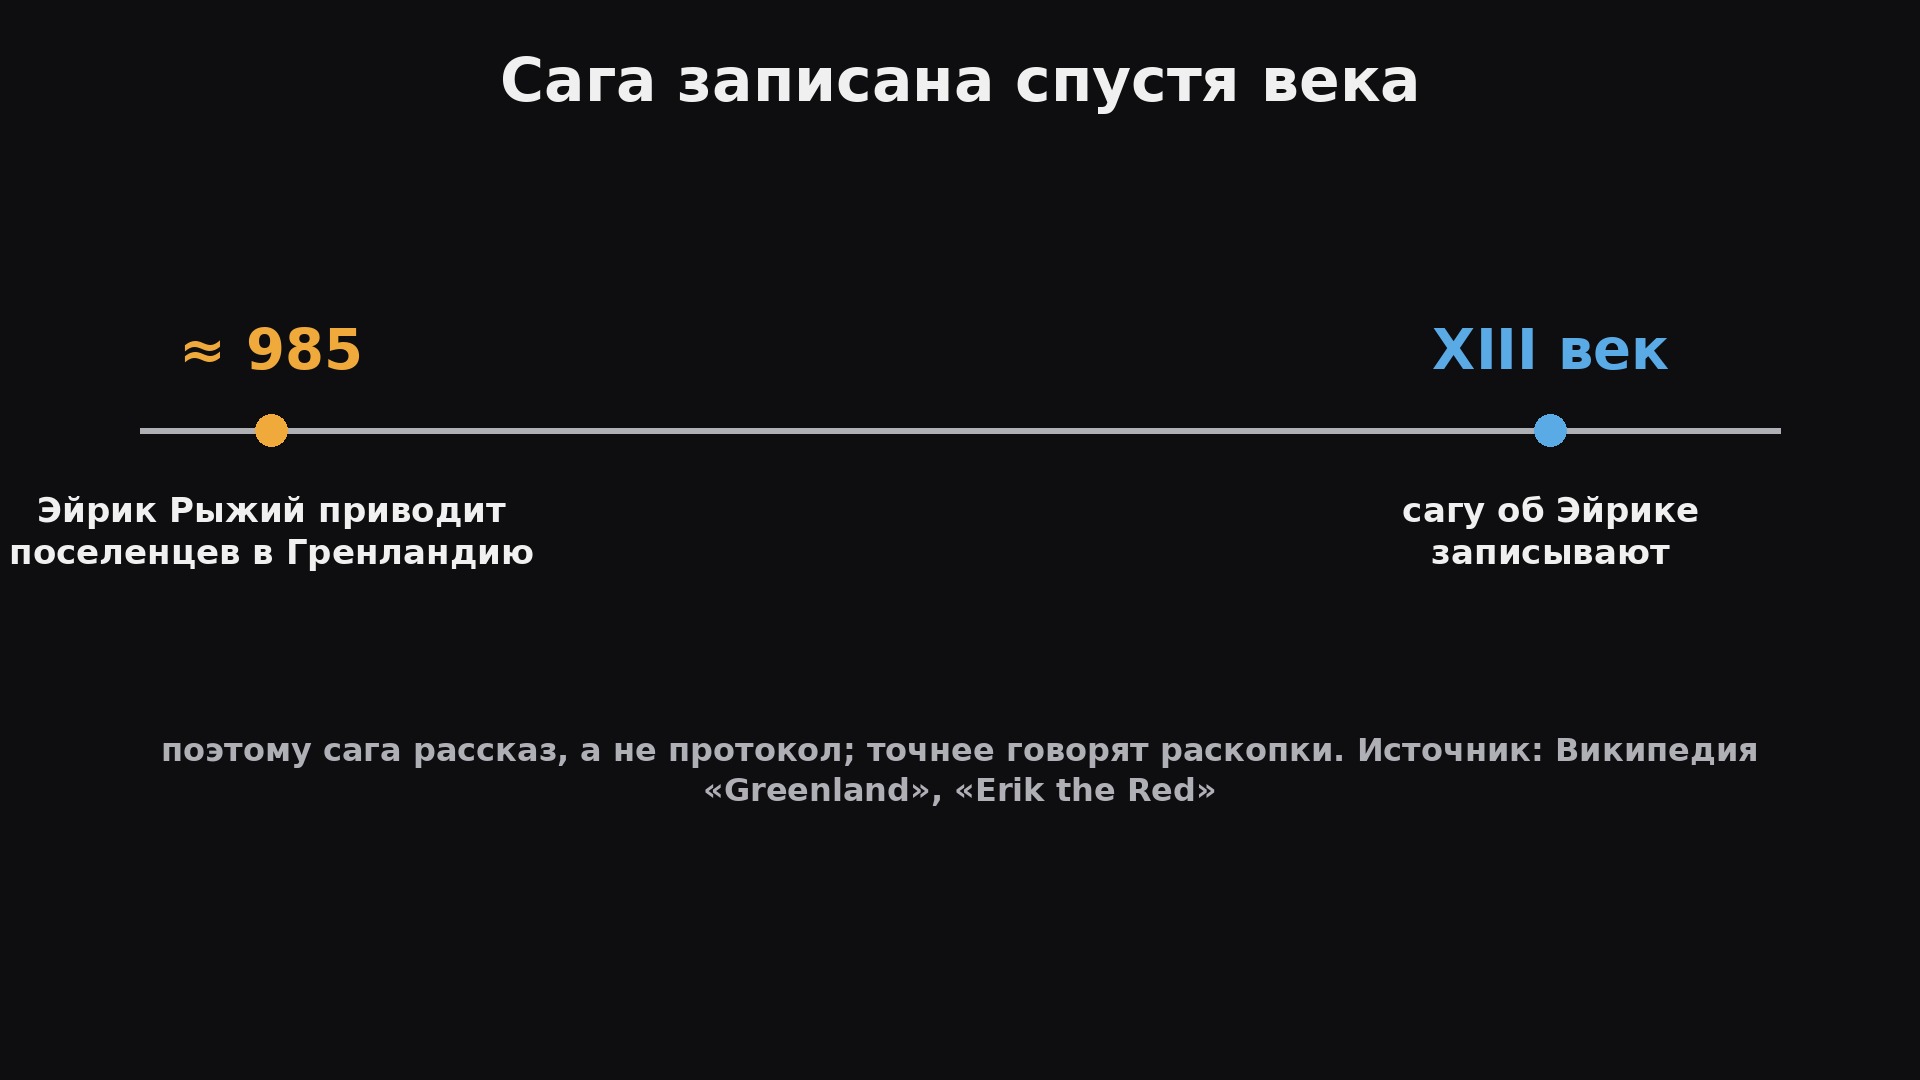 Сага записана спустя века
≈ 985
XIII век
Эйрик Рыжий приводит
поселенцев в Гренландию
сагу об Эйрике
записывают
поэтому сага рассказ, а не протокол; точнее говорят раскопки. Источник: Википедия
«Greenland», «Erik the Red»